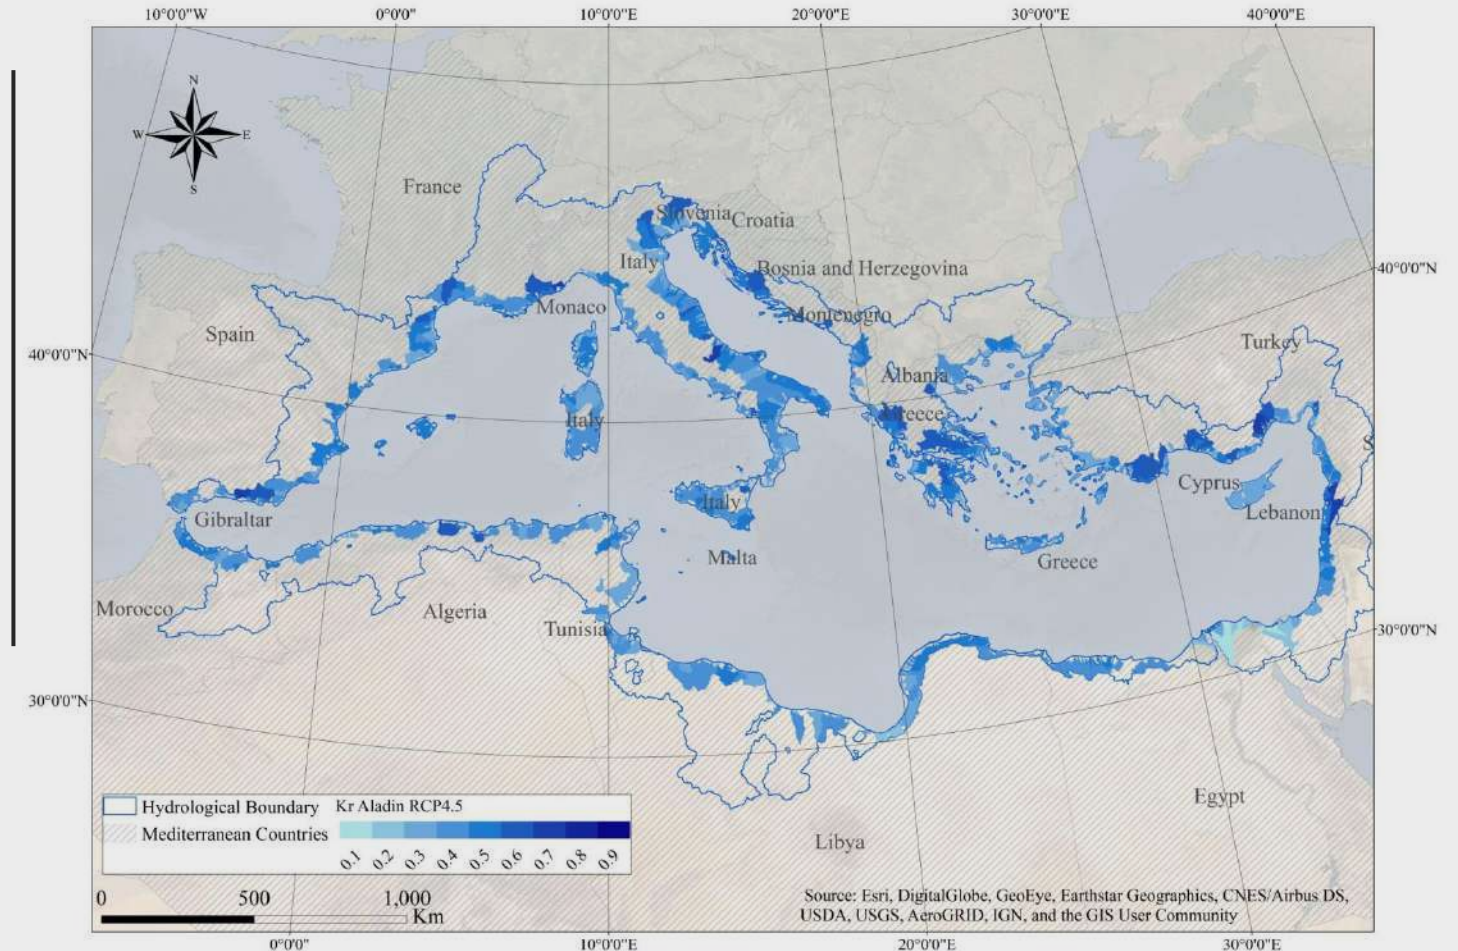 10°0'0"W 0°0'0" 10°0'0"E 20°0'0"E 30°0'0"E 40°0'0"E
N
W E
S
France
Slovenia Croatia
Italy
Bosnia and Herzegovina
40°0'0"N
Monaco
Montenegro
Spain
Turkey
40°0'0"N
Albania
Italy
Greece
S
Cyprus
Italy
Gibraltar
Lebanon
Malta
Greece
Morocco
Algeria
Tunisia
30°0'0"N
30°0'0"N
Egypt
Hydrological Boundary Kr Aladin RCP4.5
Mediterranean Countries
0.1 0.2 0.3 0.4 0.5 0.6 0.7 0.8 0.9
Libya
0 500 1,000
Km
Source: Esri, DigitalGlobe, GeoEye, Earthstar Geographics, CNES/Airbus DS,
USDA, USGS, AeroGRID, IGN, and the GIS User Community
0°0'0" 10°0'0"E 20°0'0"E 30°0'0"E